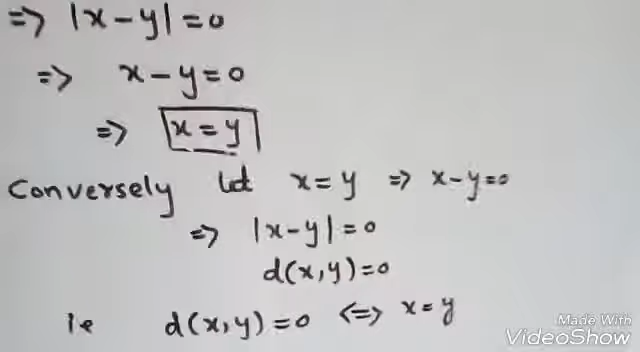 => |x - y| = 0
=> x - y = 0
=> x = y
Conversely let x = y => x - y = 0
=> |x - y| = 0
d(x, y) = 0
ie d(x, y) = 0 <=> x = y
Made With
VideoShow